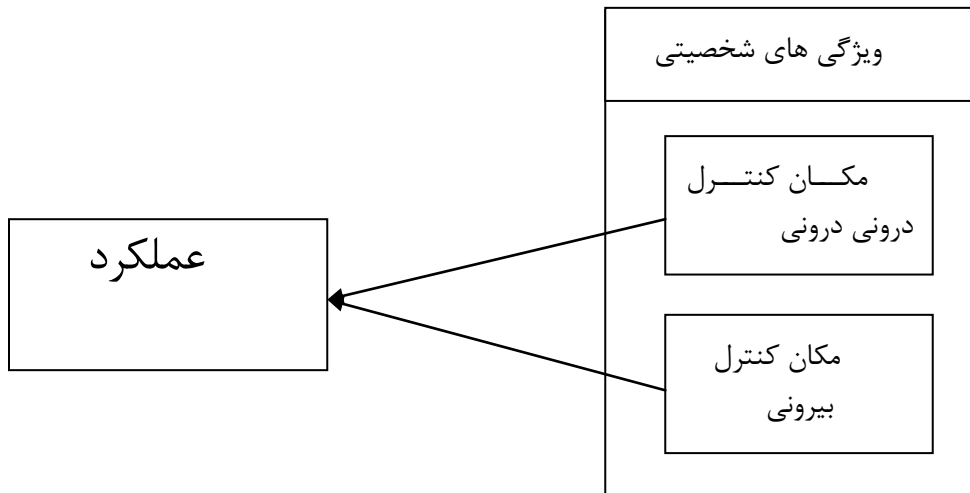 ویژگی های شخصیتی
مکـــان کنتـــرل
درونی درونی
عملکرد
مکان کنترل
بیرونی